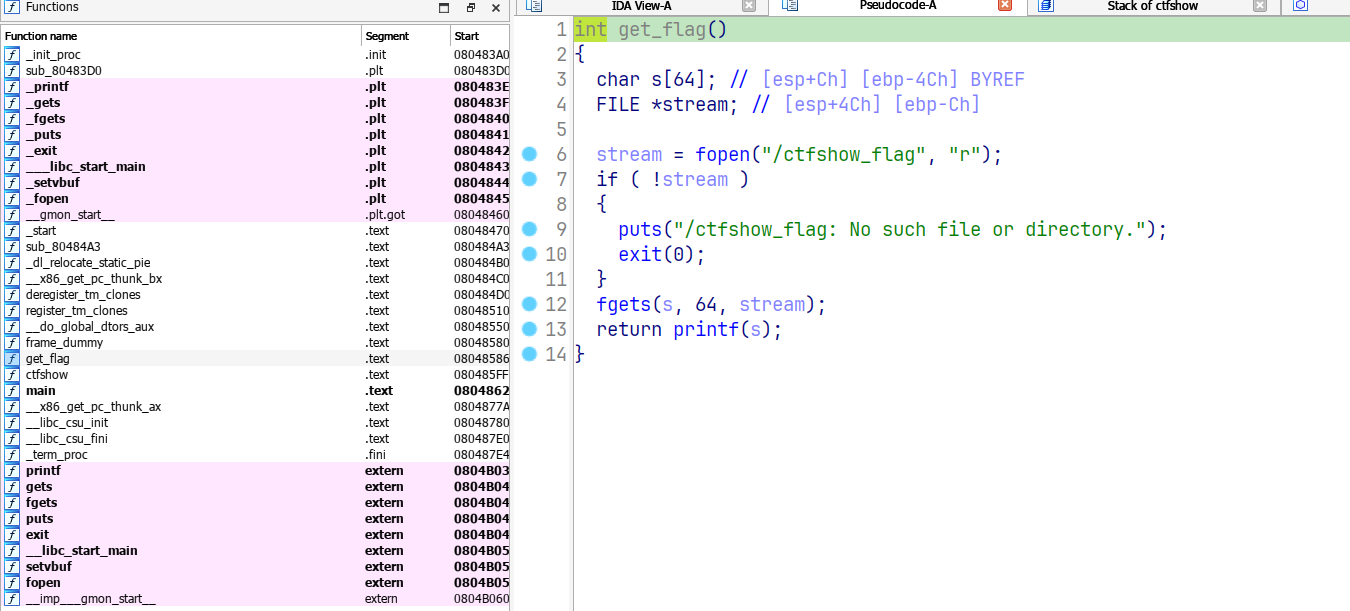 Functions
IDA View-A
Pseudocode-A
Stack of ctfshow
Function name Segment Start
_init_proc .init 080483A0
sub_80483D0 .plt 080483D0
_printf .plt 080483E
_gets .plt 080483F
_fgets .plt 0804840
_puts .plt 0804841
_exit .plt 0804842
___libc_start_main .plt 0804843
_setvbuf .plt 0804844
_fopen .plt 0804845
__gmon_start__ .plt.got 08048460
_start .text 08048470
sub_80484A3 .text 080484A3
_dl_relocate_static_pie .text 080484B0
__x86_get_pc_thunk_bx .text 080484C0
deregister_tm_clones .text 080484D0
register_tm_clones .text 08048510
__do_global_dtors_aux .text 08048550
frame_dummy .text 08048580
get_flag .text 08048586
ctfshow .text 080485FF
main .text 0804862
__x86_get_pc_thunk_ax .text 0804877A
__libc_csu_init .text 08048780
__libc_csu_fini .text 080487E0
_term_proc .fini 080487E4
printf extern 0804B03
gets extern 0804B04
fgets extern 0804B04
puts extern 0804B04
exit extern 0804B04
__libc_start_main extern 0804B05
setvbuf extern 0804B05
fopen extern 0804B05
__imp___gmon_start__ extern 0804B060
1 int get_flag()
2 {
3 char s[64]; // [esp+Ch] [ebp-4Ch] BYREF
4 FILE *stream; // [esp+4Ch] [ebp-Ch]
5
6 stream = fopen("/ctfshow_flag", "r");
7 if ( !stream )
8 {
9 puts("/ctfshow_flag: No such file or directory.");
10 exit(0);
11 }
12 fgets(s, 64, stream);
13 return printf(s);
14 }